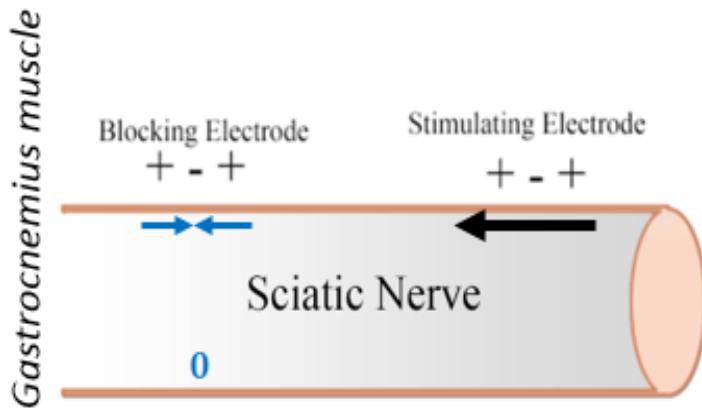 Gastrocnemius muscle
Blocking Electrode
+ - +
Stimulating Electrode
+ - +
Sciatic Nerve
0